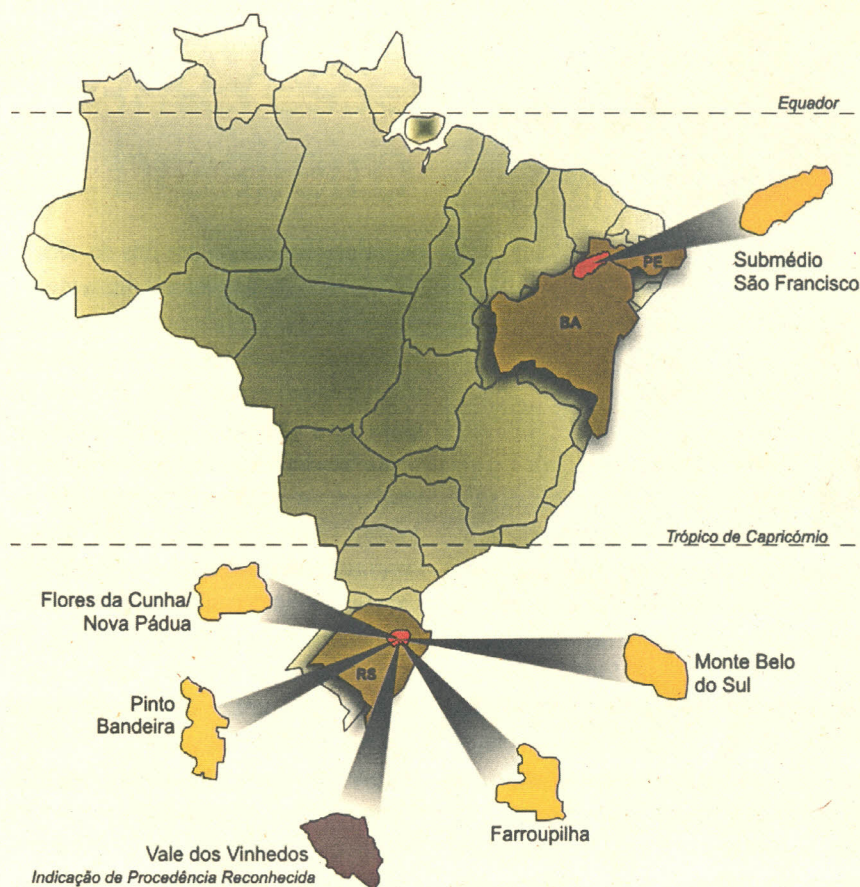 Equador
PE
Submédio
São Francisco
BA
Trópico de Capricórnio
Flores da Cunha/
Nova Pádua
Monte Belo
do Sul
RS
Pinto
Bandeira
Farroupilha
Vale dos Vinhedos
Indicação de Procedência Reconhecida